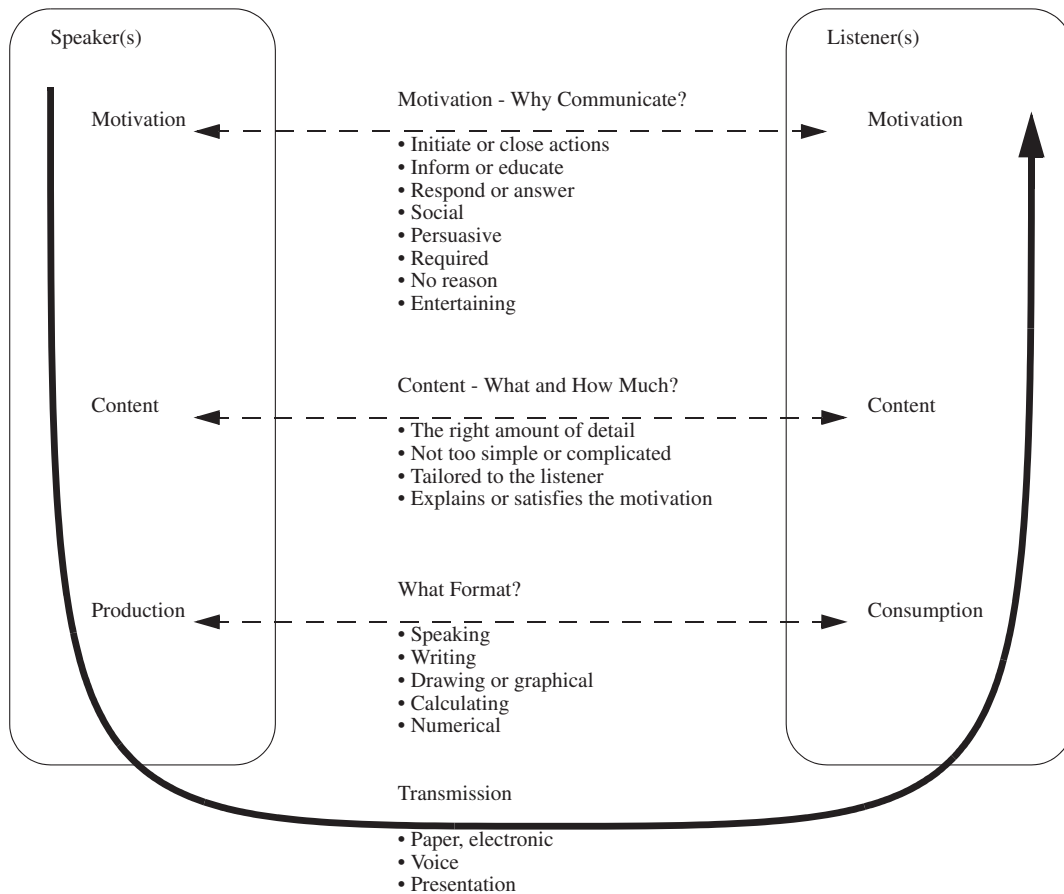 Speaker(s)
Listener(s)
Motivation - Why Communicate?
Motivation
Motivation
• Initiate or close actions
• Inform or educate
• Respond or answer
• Social
• Persuasive
• Required
• No reason
• Entertaining
Content - What and How Much?
Content
Content
• The right amount of detail
• Not too simple or complicated
• Tailored to the listener
• Explains or satisfies the motivation
What Format?
Production
Consumption
• Speaking
• Writing
• Drawing or graphical
• Calculating
• Numerical
Transmission
• Paper, electronic
• Voice
• Presentation